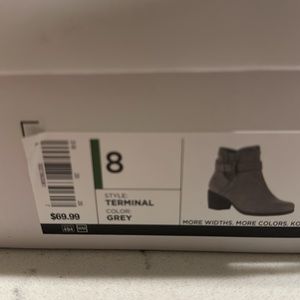 8
STYLE:
TERMINAL
COLOR:
GREY
$69.99
MORE WIDTHS. MORE COLORS.